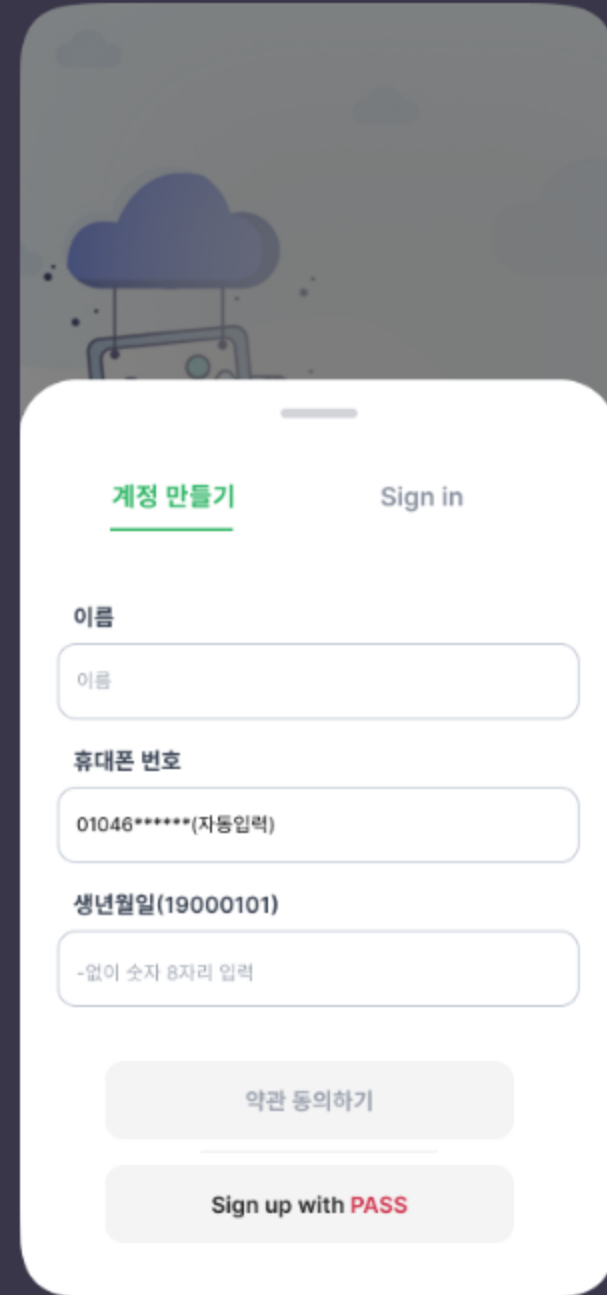 계정 만들기 Sign in
이름
이름
휴대폰 번호
01046******(자동입력)
생년월일(19000101)
-없이 숫자 8자리 입력
약관 동의하기
Sign up with PASS